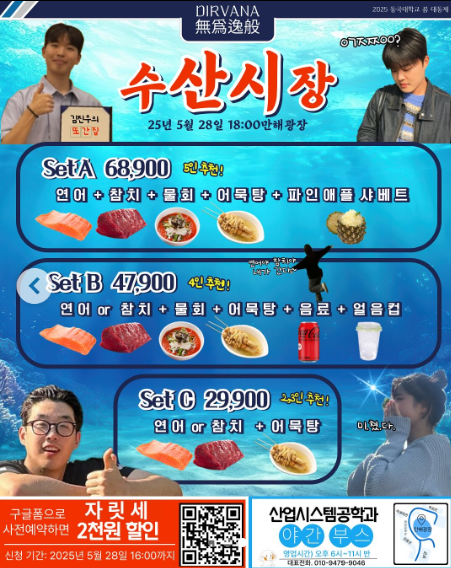 DIRVANA
無爲逸般
2025 동국대학교 봄 대동제
이거지예???
김진우의
또간집
수산시장
25년 5월 28일 18:00만해광장
Set A 68,900 5인 추천!
연어 + 참치 + 물회 + 어묵탕 + 파인애플 샤베트
Set B 47,900 4인 추천!
연어 or 참치 + 물회 + 어묵탕 + 음료 + 얼음컵
Set C 29,900 2,3인 추천!
연어 or 참치 + 어묵탕
미쳤다.
구글폼으로
사전예약하면
자릿세
2천원 할인
신청 기간: 2025년 5월 28일 16:00까지
산업시스템공학과
야간 부스
영업시간) 오후 6시~11시 반
대표전화. 010-9479-9046
만해광장